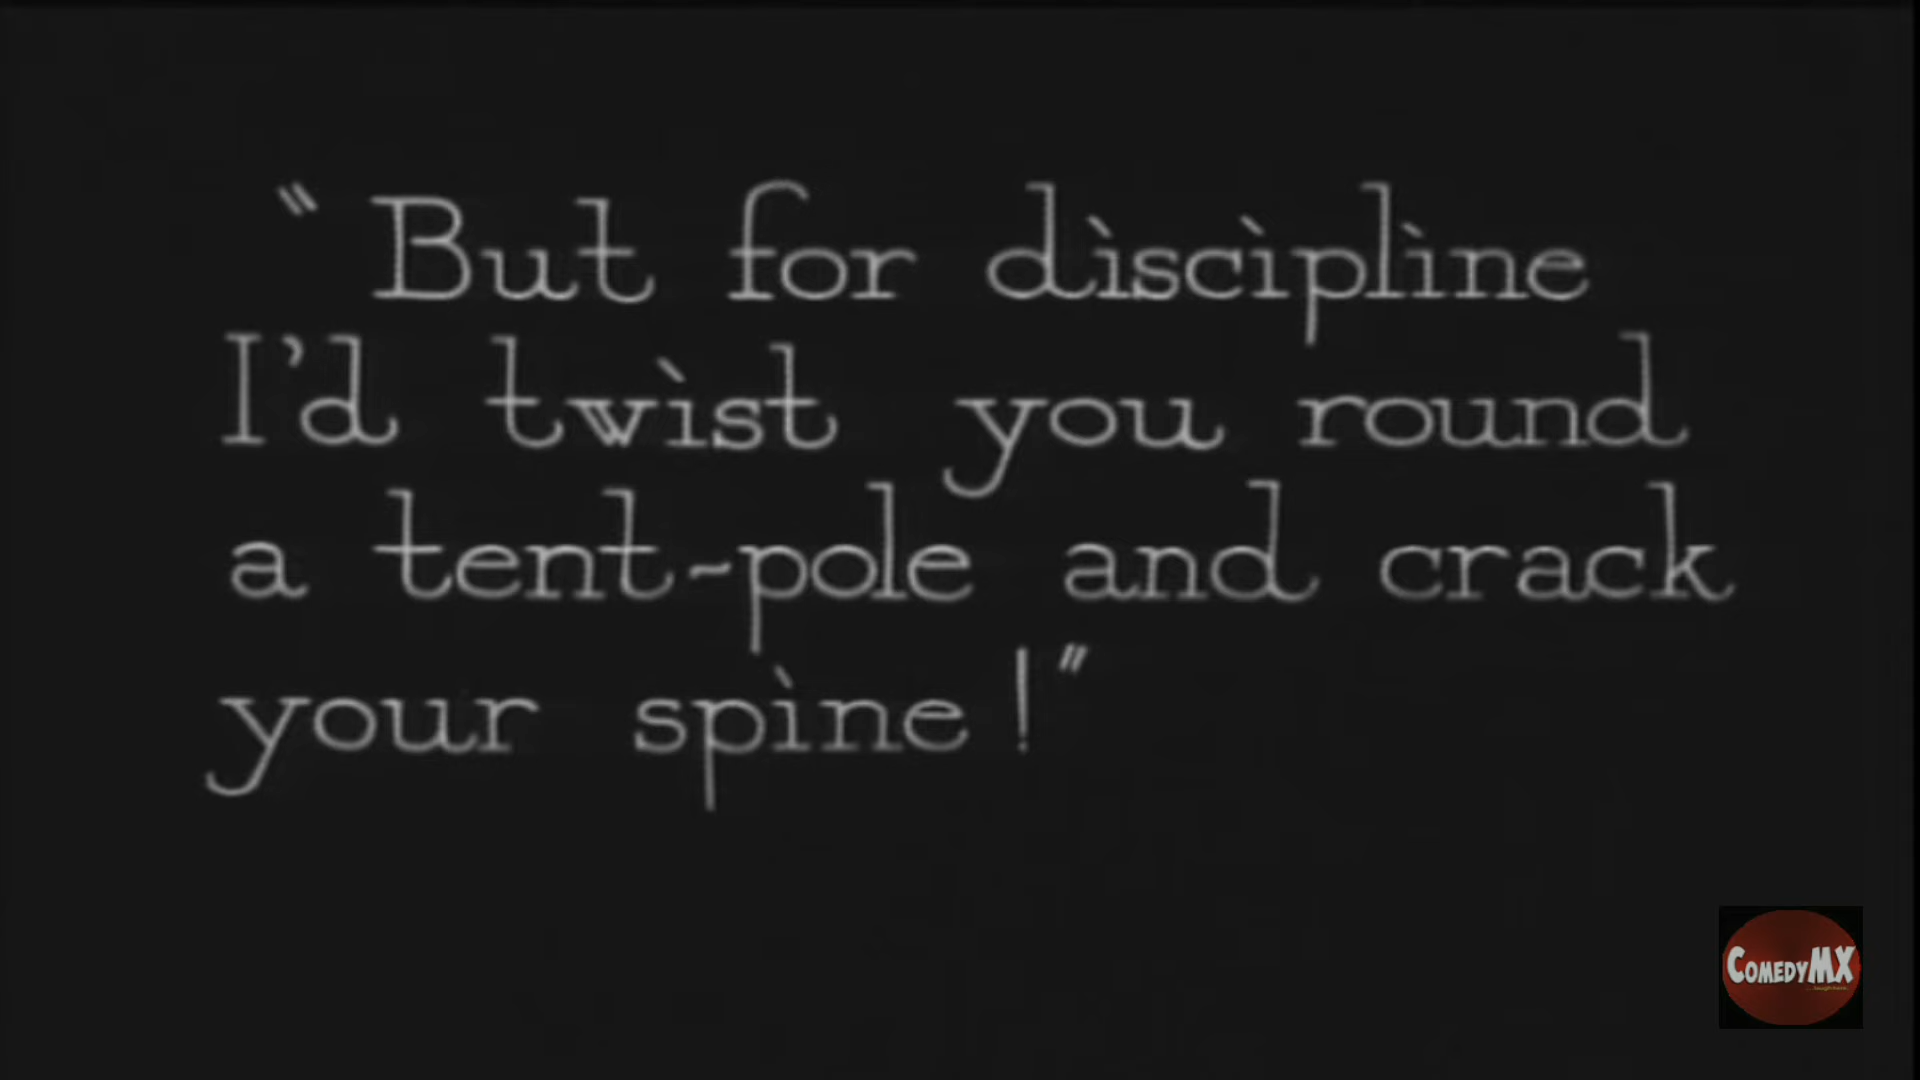 “But for discipline
I’d twist you round
a tent-pole and crack
your spine!”
COMEDYMX